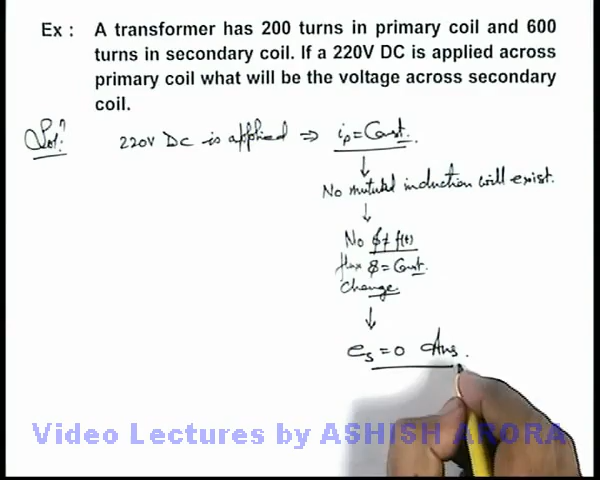 Ex : A transformer has 200 turns in primary coil and 600
turns in secondary coil. If a 220V DC is applied across
primary coil what will be the voltage across secondary
coil.
Sol? 220V DC is applied ⇒ ip = Const.
↓
No mutual induction will exist.
↓
No ϕ ≠ f(t)
flux ϕ = Const.
change
↓
es = 0 Ans.
Video Lectures by ASHISH ARORA